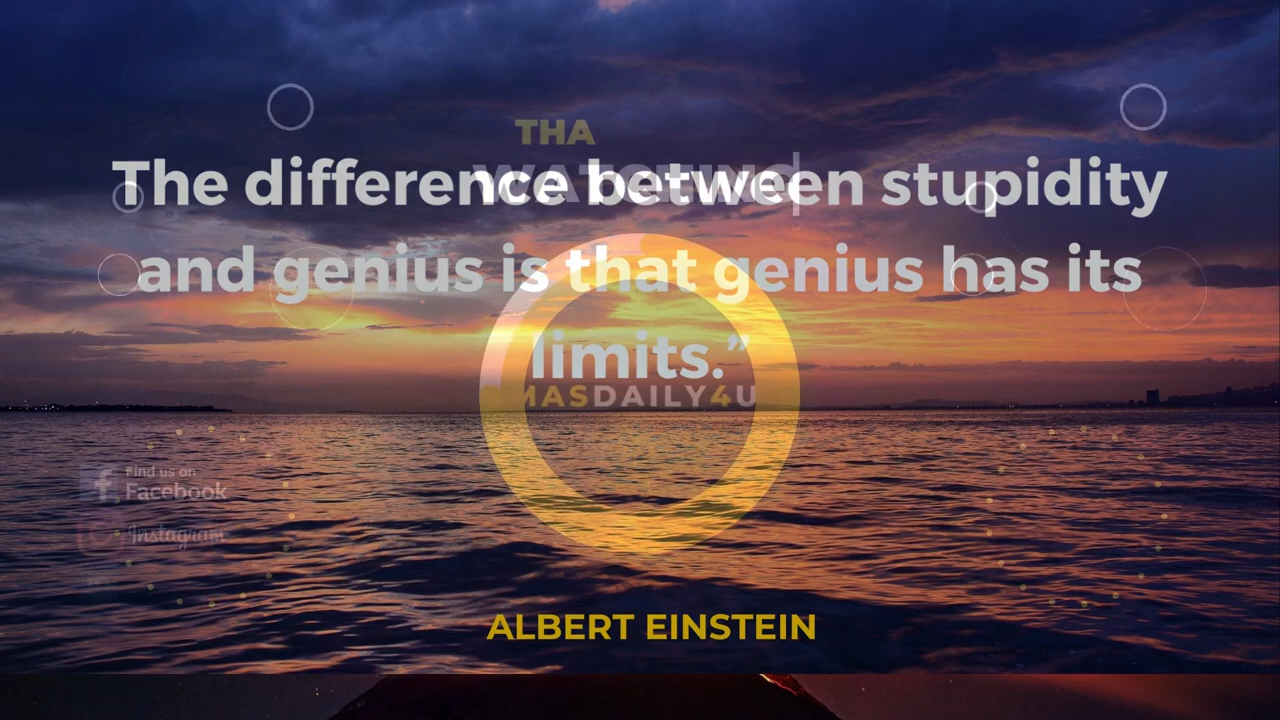 THA
WATCHING
The difference between stupidity
and genius is that genius has its
limits.”
MASDAILY4U
Find us on
Facebook
Instagram
ALBERT EINSTEIN